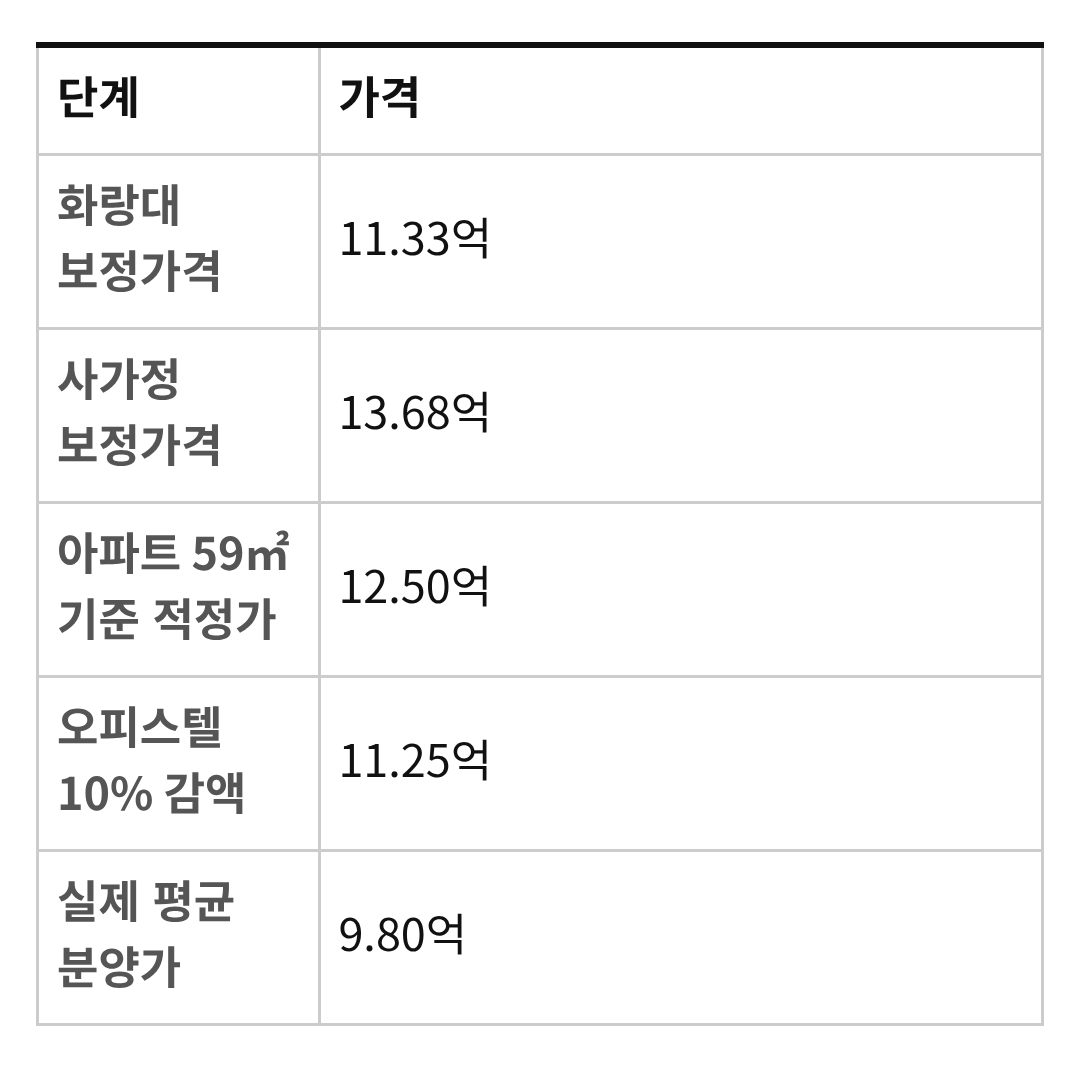 단계 가격
화랑대
보정가격
11.33억
사가정
보정가격
13.68억
아파트 59㎡
기준 적정가
12.50억
오피스텔
10% 감액
11.25억
실제 평균
분양가
9.80억